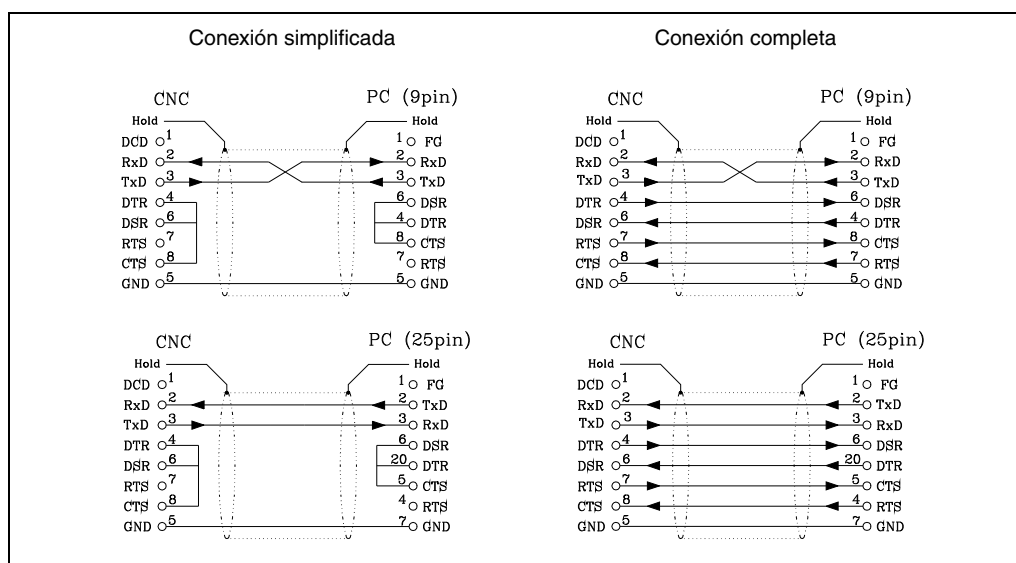 Conexión simplificada Conexión completa
CNC PC (9pin) CNC PC (9pin)
Hold Hold Hold Hold
DCD 1 1 FG DCD 1 1 FG
RxD 2 2 RxD RxD 2 2 RxD
TxD 3 3 TxD TxD 3 3 TxD
DTR 4 6 DSR DTR 4 6 DSR
DSR 6 4 DTR DSR 6 4 DTR
RTS 7 8 CTS RTS 7 8 CTS
CTS 8 7 RTS CTS 8 7 RTS
GND 5 5 GND GND 5 5 GND
CNC PC (25pin) CNC PC (25pin)
Hold Hold Hold Hold
DCD 1 1 FG DCD 1 1 FG
RxD 2 2 TxD RxD 2 2 TxD
TxD 3 3 RxD TxD 3 3 RxD
DTR 4 6 DSR DTR 4 6 DSR
DSR 6 20 DTR DSR 6 20 DTR
RTS 7 5 CTS RTS 7 5 CTS
CTS 8 4 RTS CTS 8 4 RTS
GND 5 7 GND GND 5 7 GND